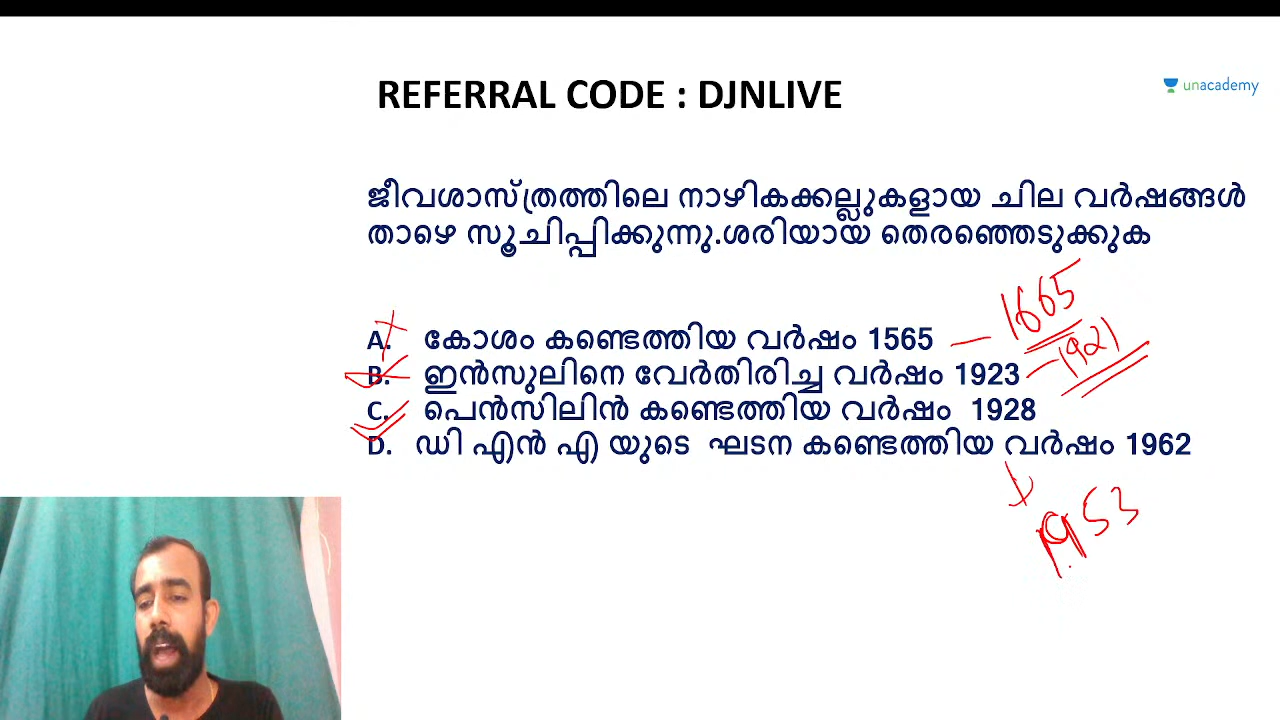 REFERRAL CODE : DJNLIVE
unacademy
ജീവശാസ്ത്രത്തിലെ നാഴികക്കല്ലുകളായ ചില വർഷങ്ങൾ
താഴെ സൂചിപ്പിക്കുന്നു.ശരിയായ തെരഞ്ഞെടുക്കുക
A. കോശം കണ്ടെത്തിയ വർഷം 1565 – 1665
B. ഇൻസുലിനെ വേർതിരിച്ച വർഷം 1923 – 1921
C. പെൻസിലിൻ കണ്ടെത്തിയ വർഷം 1928
D. ഡി എൻ എ യുടെ ഘടന കണ്ടെത്തിയ വർഷം 1962
1953